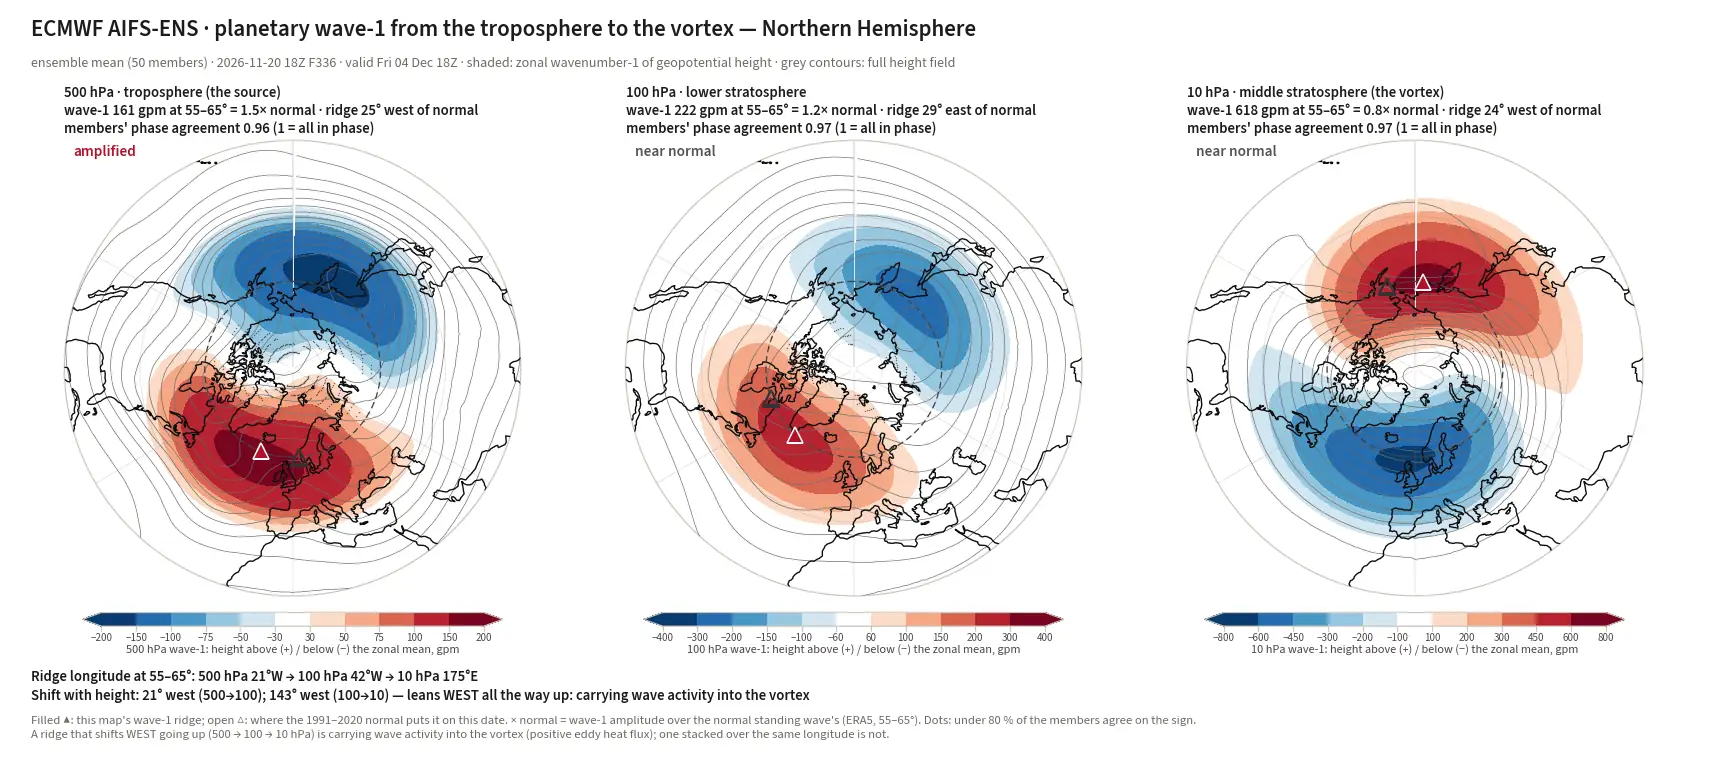 ECMWF AIFS-ENS · planetary wave-1 from the troposphere to the vortex — Northern Hemisphere
ensemble mean (50 members) · 2026-11-20 18Z F336 · valid Fri 04 Dec 18Z · shaded: zonal wavenumber-1 of geopotential height · grey contours: full height field
500 hPa · troposphere (the source)
wave-1 161 gpm at 55–65° = 1.5× normal · ridge 25° west of normal
members' phase agreement 0.96 (1 = all in phase)
amplified
100 hPa · lower stratosphere
wave-1 222 gpm at 55–65° = 1.2× normal · ridge 29° east of normal
members' phase agreement 0.97 (1 = all in phase)
near normal
10 hPa · middle stratosphere (the vortex)
wave-1 618 gpm at 55–65° = 0.8× normal · ridge 24° west of normal
members' phase agreement 0.97 (1 = all in phase)
near normal
−200 −150 −100 −75 −50 −30 30 50 75 100 150 200
500 hPa wave-1: height above (+) / below (−) the zonal mean, gpm
−400 −300 −200 −150 −100 −60 60 100 150 200 300 400
100 hPa wave-1: height above (+) / below (−) the zonal mean, gpm
−800 −600 −450 −300 −200 −100 100 200 300 450 600 800
10 hPa wave-1: height above (+) / below (−) the zonal mean, gpm
Ridge longitude at 55–65°: 500 hPa 21°W → 100 hPa 42°W → 10 hPa 175°E
Shift with height: 21° west (500→100); 143° west (100→10) — leans WEST all the way up: carrying wave activity into the vortex
Filled ▲: this map's wave-1 ridge; open △: where the 1991–2020 normal puts it on this date. × normal = wave-1 amplitude over the normal standing wave's (ERA5, 55–65°). Dots: under 80 % of the members agree on the sign.
A ridge that shifts WEST going up (500 → 100 → 10 hPa) is carrying wave activity into the vortex (positive eddy heat flux); one stacked over the same longitude is not.